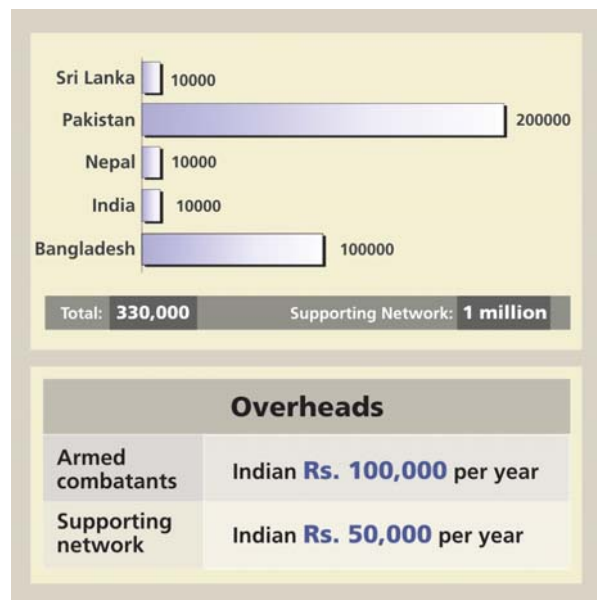 Sri Lanka 10000
Pakistan 200000
Nepal 10000
India 10000
Bangladesh 100000
Total: 330,000 Supporting Network: 1 million
Overheads
Armed
combatants
Indian Rs. 100,000 per year
Supporting
network
Indian Rs. 50,000 per year